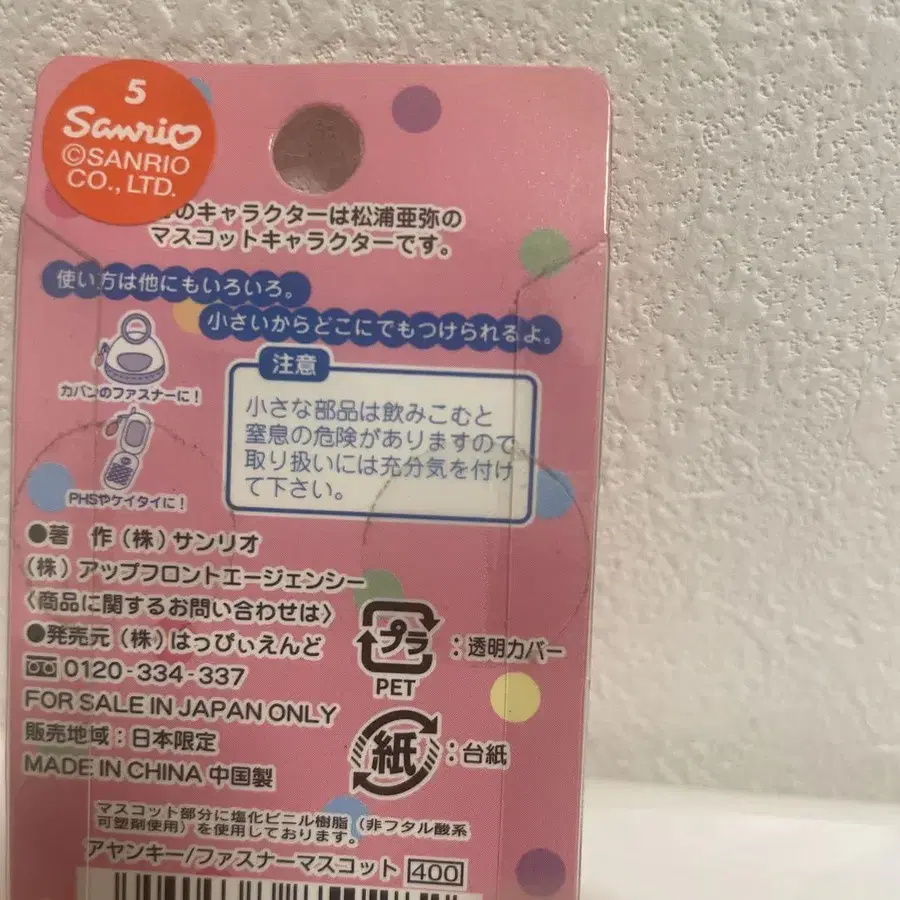 5
Sanrio
©SANRIO
CO., LTD.
のキャラクターは松浦亜弥の
マスコットキャラクターです。
使い方は他にもいろいろ。
小さいからどこにでもつけられるよ。
カバンのファスナーに!
PHSやケイタイに!
注意
小さな部品は飲みこむと
窒息の危険がありますので
取り扱いには充分気を付け
て下さい。
●著 作(株)サンリオ
(株)アップフロントエージェンシー
〈商品に関するお問い合わせは〉
●発売元(株)はっぴぃえんど
0120-334-337
FOR SALE IN JAPAN ONLY
販売地域:日本限定
MADE IN CHINA 中国製
プラ
:透明カバー
PET
紙
:台紙
マスコット部分に塩化ビニル樹脂(非フタル酸系
可塑剤使用)を使用しております。
アヤンキー/ファスナーマスコット 400